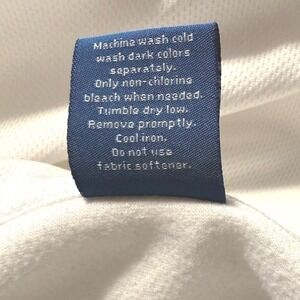 Machine wash cold
wash dark colors
separately.
Only non-chlorine
bleach when needed.
Tumble dry low.
Remove promptly.
Cool iron.
Do not use
fabric softener.